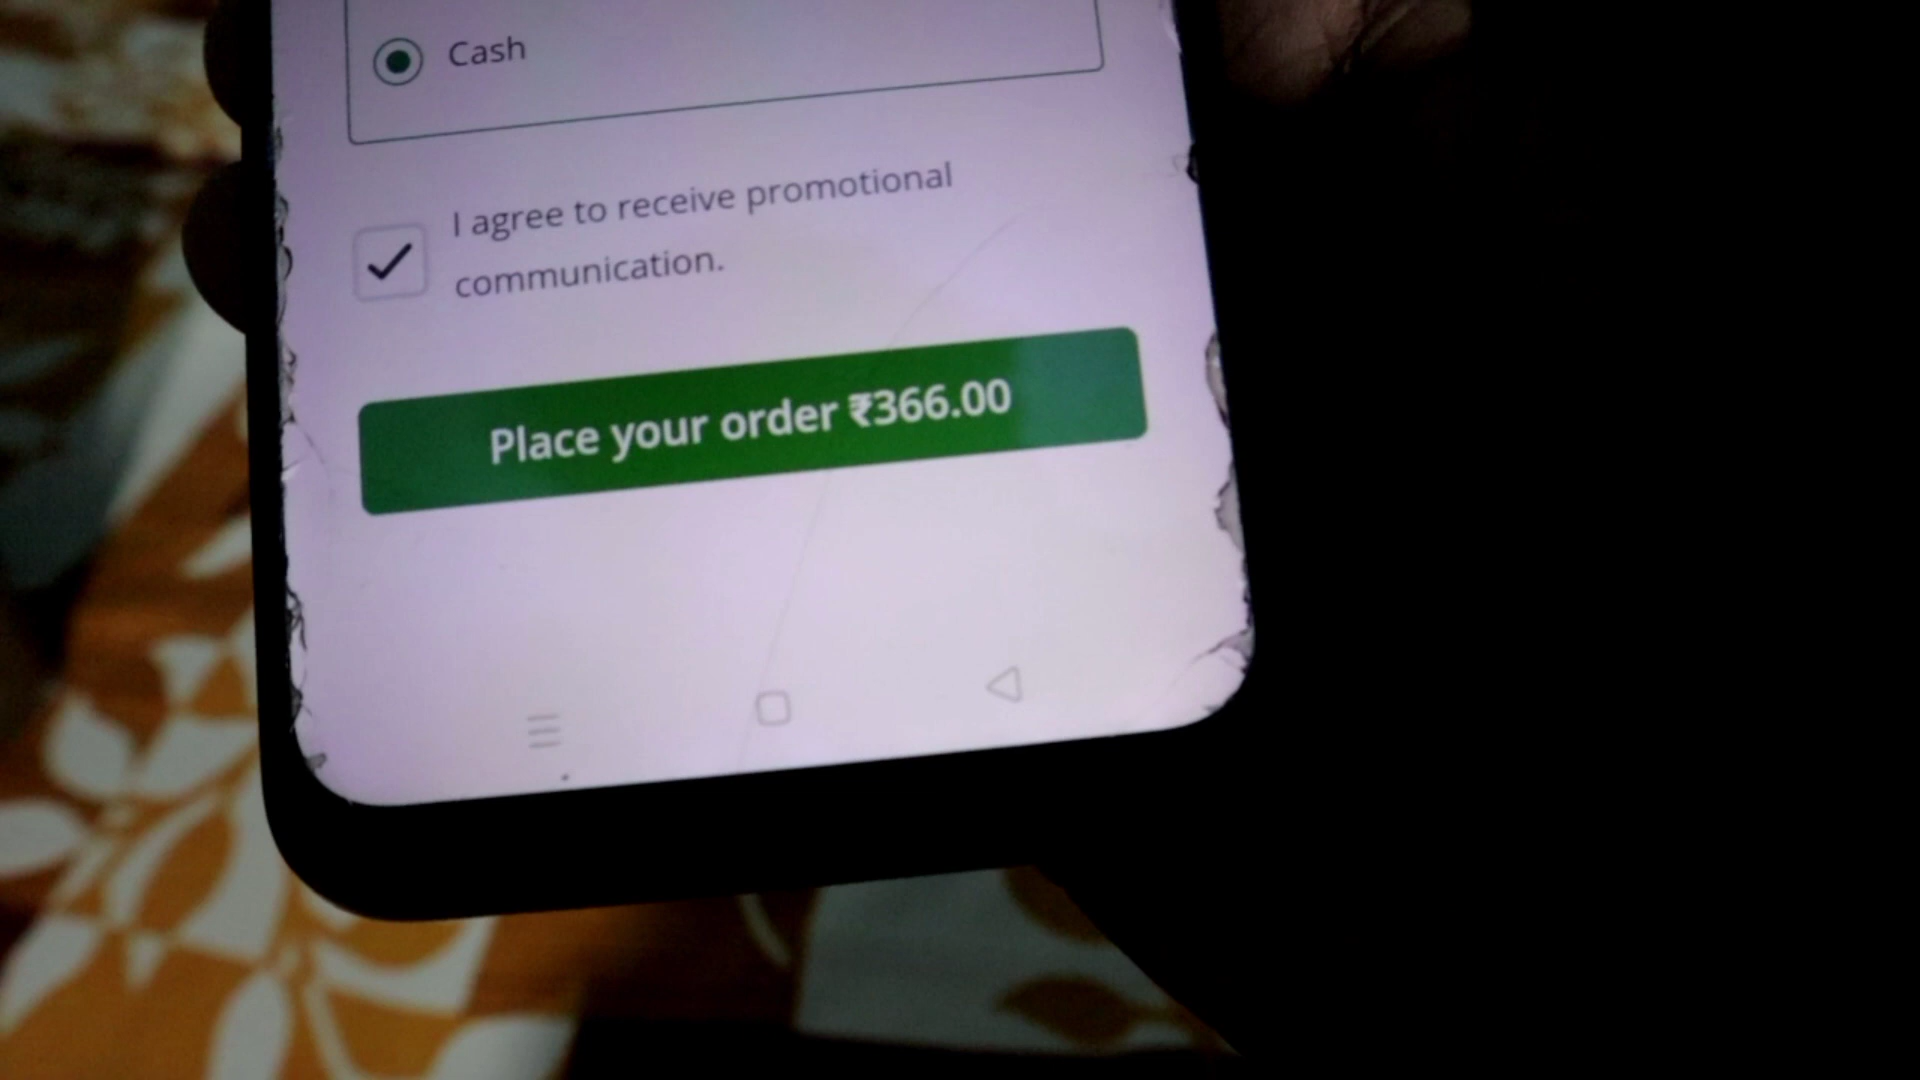 Cash
I agree to receive promotional
communication.
Place your order ₹366.00